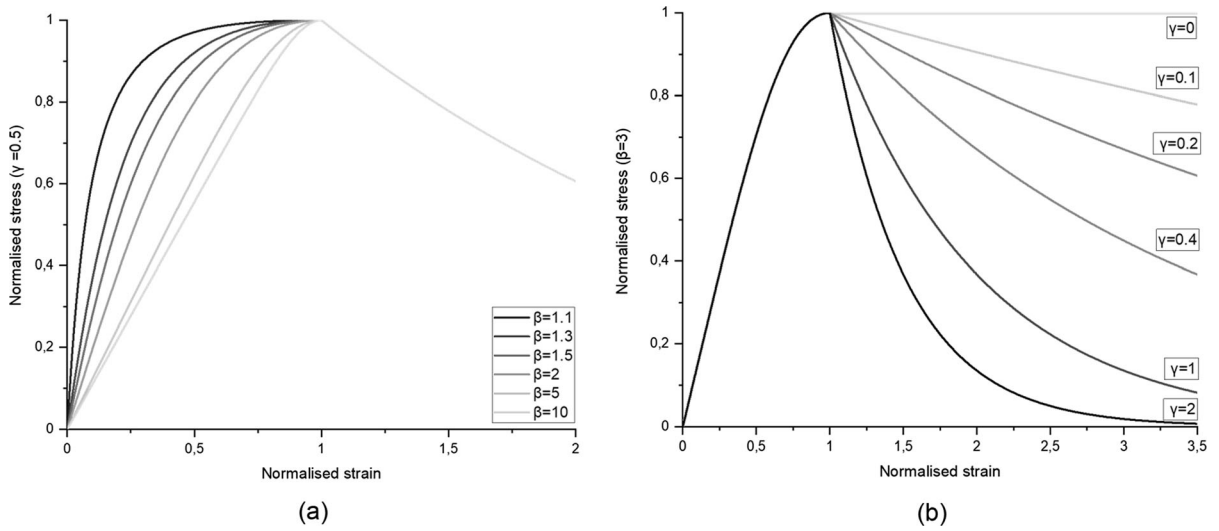 1
0,8
0,6
0,4
0,2
0
Normalised stress (γ =0.5)
0
0,5
1
1,5
2
Normalised strain
β=1.1
β=1.3
β=1.5
β=2
β=5
β=10
(a)
1
0,8
0,6
0,4
0,2
0
Normalised stress (β=3)
0
0,5
1
1,5
2
2,5
3
3,5
Normalised strain
γ=0
γ=0.1
γ=0.2
γ=0.4
γ=1
γ=2
(b)